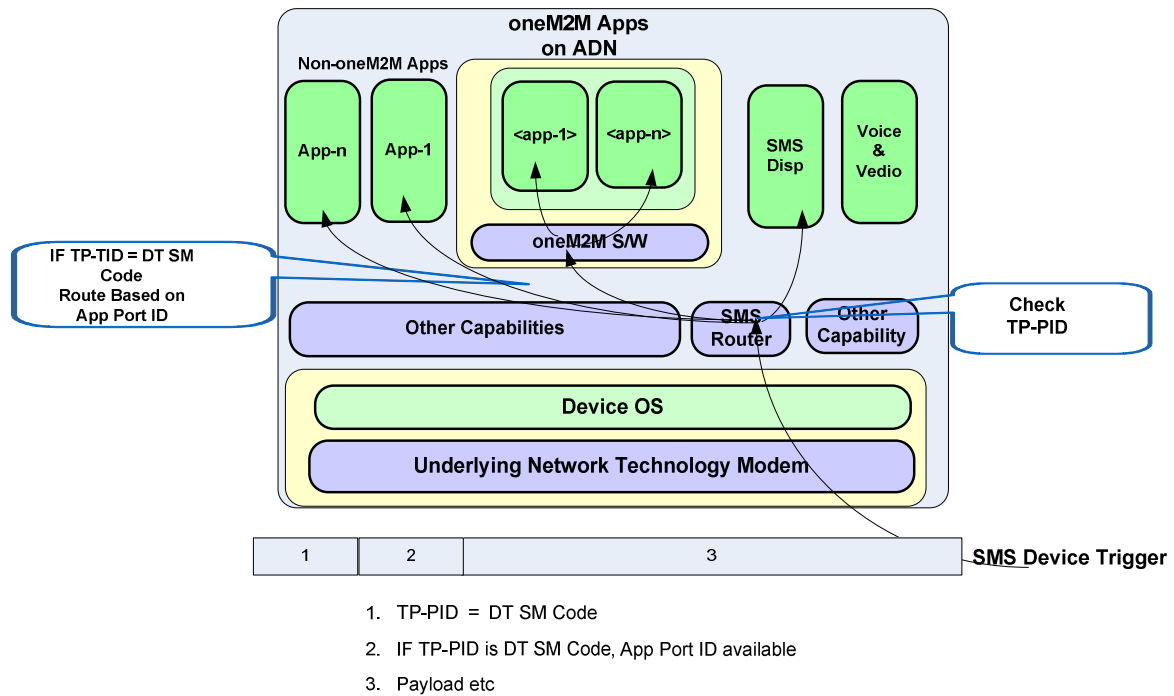 oneM2M Apps
on ADN
Non-oneM2M Apps
App-n
App-1
<app-1>
<app-n>
SMS
Disp
Voice
&
Vedio
oneM2M S/W
IF TP-TID = DT SM
Code
Route Based on
App Port ID
Other Capabilities
SMS
Router
Other
Capability
Check
TP-PID
Device OS
Underlying Network Technology Modem
1
2
3
SMS Device Trigger
1. TP-PID = DT SM Code
2. IF TP-PID is DT SM Code, App Port ID available
3. Payload etc